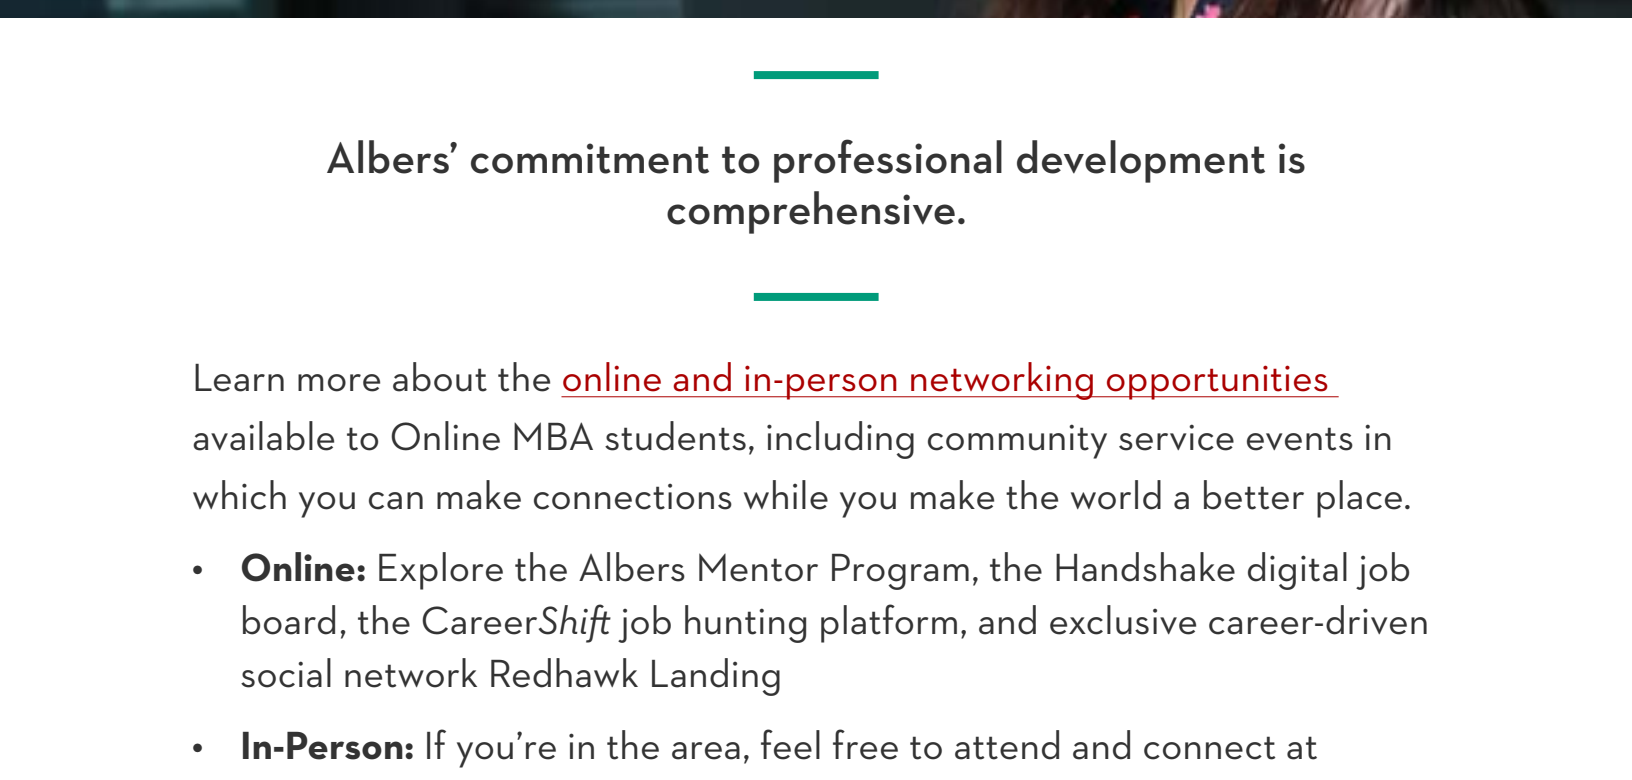 Albers’ commitment to professional development is
comprehensive.
Learn more about the online and in-person networking opportunities
available to Online MBA students, including community service events in
which you can make connections while you make the world a better place.
• Online: Explore the Albers Mentor Program, the Handshake digital job
board, the CareerShift job hunting platform, and exclusive career-driven
social network Redhawk Landing
• In-Person: If you’re in the area, feel free to attend and connect at